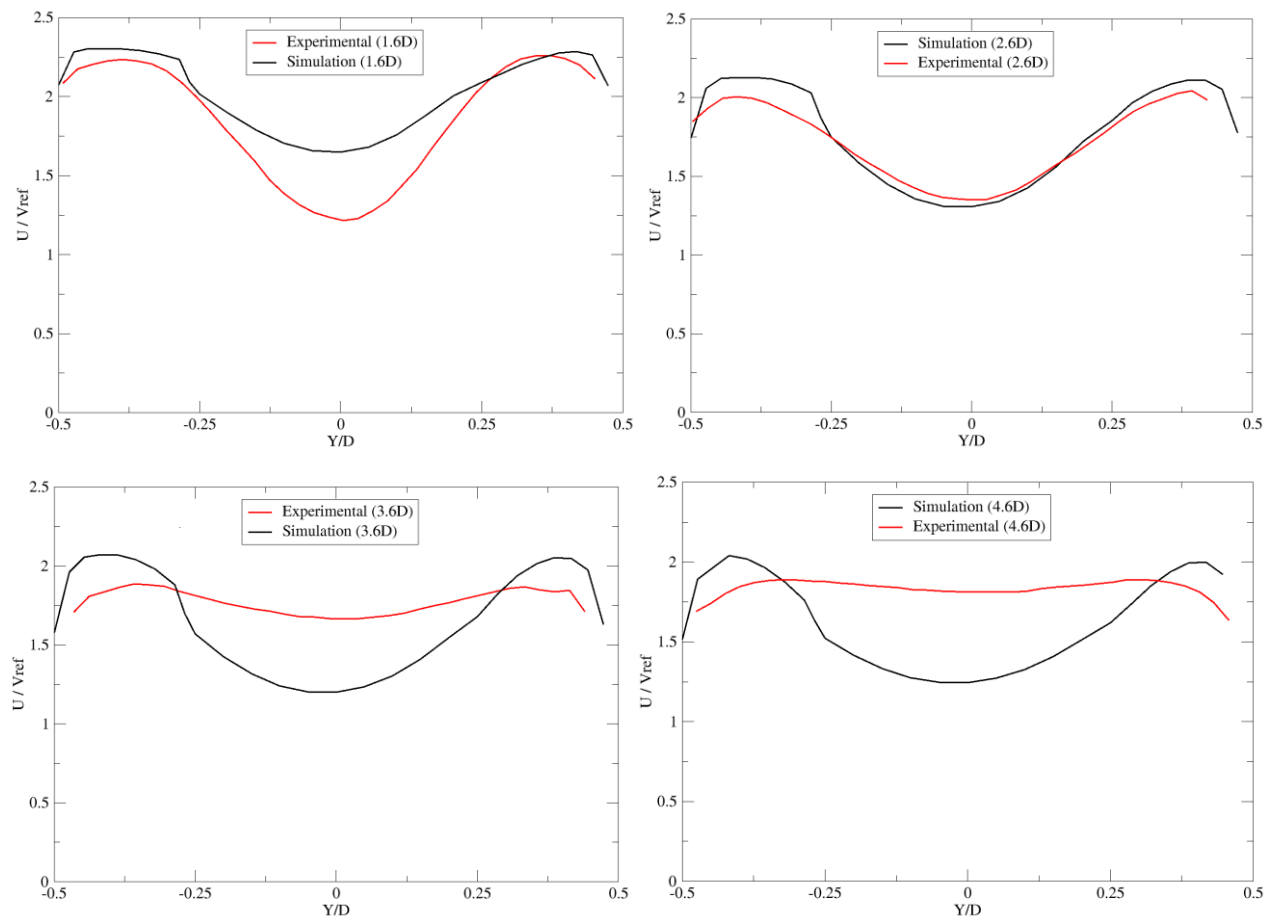 2.5
2
1.5
1
0.5
0
U / Vref
Experimental (1.6D)
Simulation (1.6D)
-0.5
-0.25
0
0.25
0.5
Y/D
2.5
2
1.5
1
0.5
0
U / Vref
Simulation (2.6D)
Experimental (2.6D)
-0.5
-0.25
0
0.25
0.5
Y/D
2.5
2
1.5
1
0.5
0
U / Vref
Experimental (3.6D)
Simulation (3.6D)
-0.5
-0.25
0
0.25
0.5
Y/D
2.5
2
1.5
1
0.5
0
U / Vref
Simulation (4.6D)
Experimental (4.6D)
-0.5
-0.25
0
0.25
0.5
Y/D